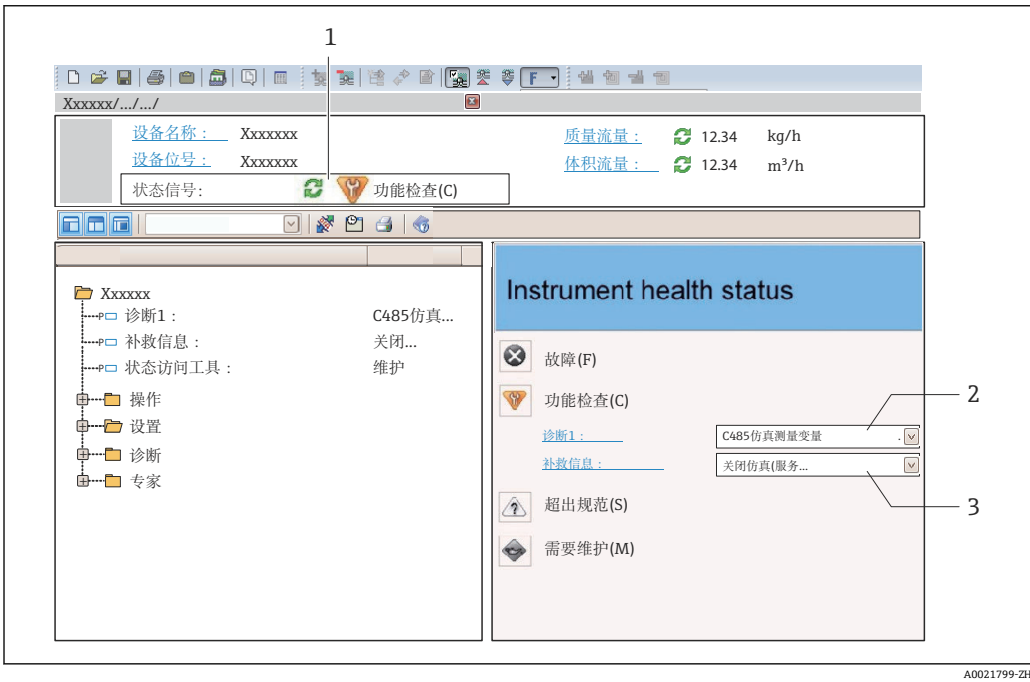 1
F
Xxxxxx/.../.../
设备名称： Xxxxxxx
质量流量： 12.34 kg/h
设备位号： Xxxxxxx
体积流量： 12.34 m³/h
状态信号: 功能检查(C)
Xxxxxx
诊断1： C485仿真...
补救信息： 关闭...
状态访问工具： 维护
操作
设置
诊断
专家
Instrument health status
故障(F)
功能检查(C)
诊断1： C485仿真测量变量 .
补救信息： 关闭仿真(服务...
超出规范(S)
需要维护(M)
2
3
A0021799-ZH